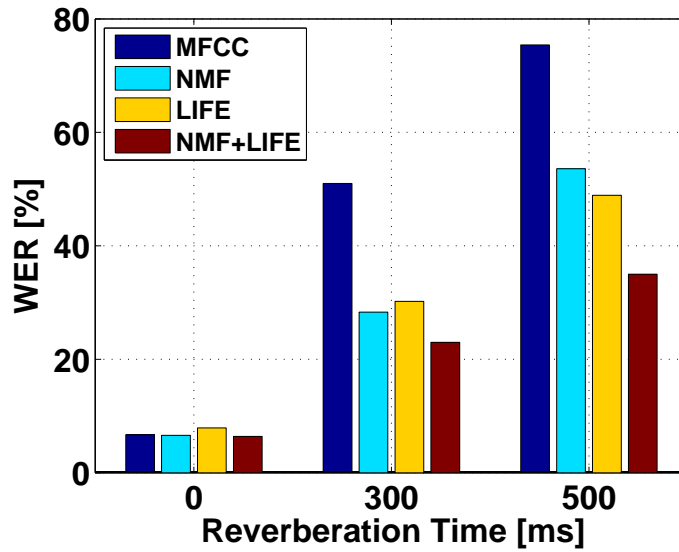 80
60
40
20
0
WER [%]
MFCC
NMF
LIFE
NMF+LIFE
0 300 500
Reverberation Time [ms]